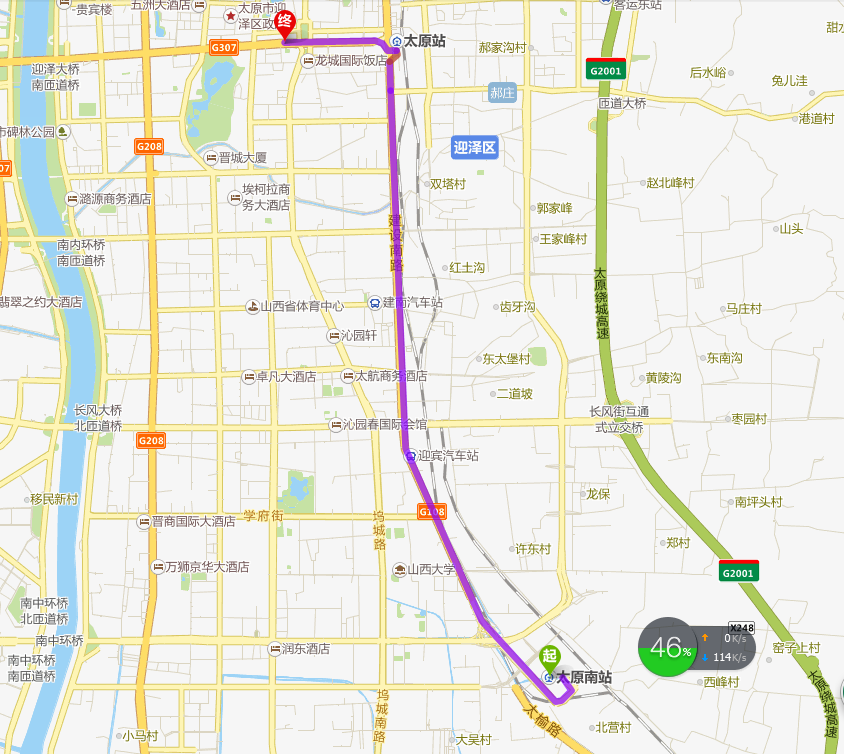 -贵宾楼
五洲大酒店
太原市迎
泽区政
客运东站
终
G307
太原站
郝家沟村
甜水
龙城国际饭店
迎泽大桥
南匝道桥
G2001
后水峪
兔儿洼
郝庄
匝道大桥
港道村
市碑林公园
G208
晋城大厦
迎泽区
07
双塔村
赵北峰村
潞源商务酒店
埃柯拉商
务大酒店
郭家峰
山头
建设南路
南内环桥
南匝道桥
王家峰村
红土沟
太原绕城高速
翡翠之约大酒店
山西省体育中心
建南汽车站
齿牙沟
马庄村
沁园轩
东太堡村
东南沟
卓凡大酒店
太航商务酒店
黄陵沟
二道坡
长风大桥
北匝道桥
沁园春国际会馆
长风街互通
式立交桥
枣园村
G208
迎宾汽车站
移民新村
龙保
南坪头村
晋商国际大酒店
学府街
坞城路
G108
许东村
郑村
万狮京华大酒店
山西大学
G2001
南中环桥
北匝道桥
X248
南中环桥
润东酒店
起
46%
0K/s
114K/s
窑子上村
南中环桥
南匝道桥
太原南站
西峰村
太原绕城高速
坞城南路
太榆路
小马村
大吴村
北营村